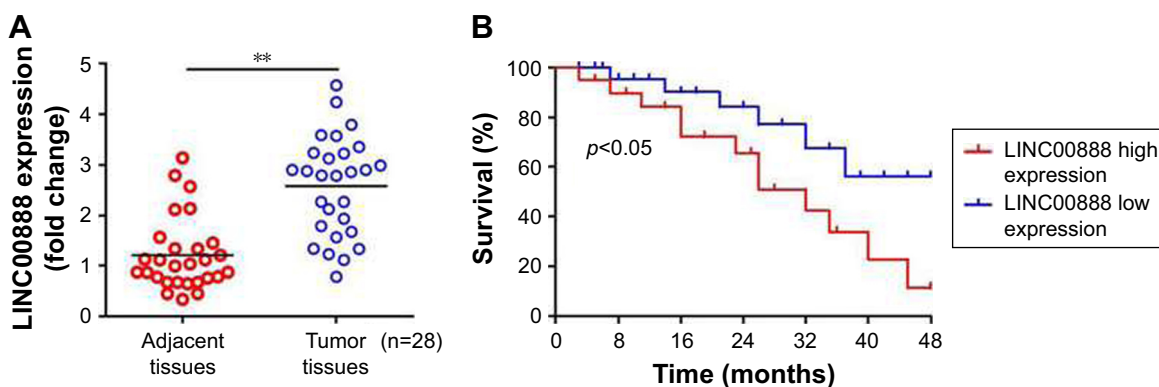 A
LINC00888 expression
(fold change)
5
4
3
2
1
0
**
Adjacent
tissues
Tumor
tissues
(n=28)
B
Survival (%)
100
80
60
40
20
0
p<0.05
0 8 16 24 32 40 48
Time (months)
LINC00888 high
expression
LINC00888 low
expression